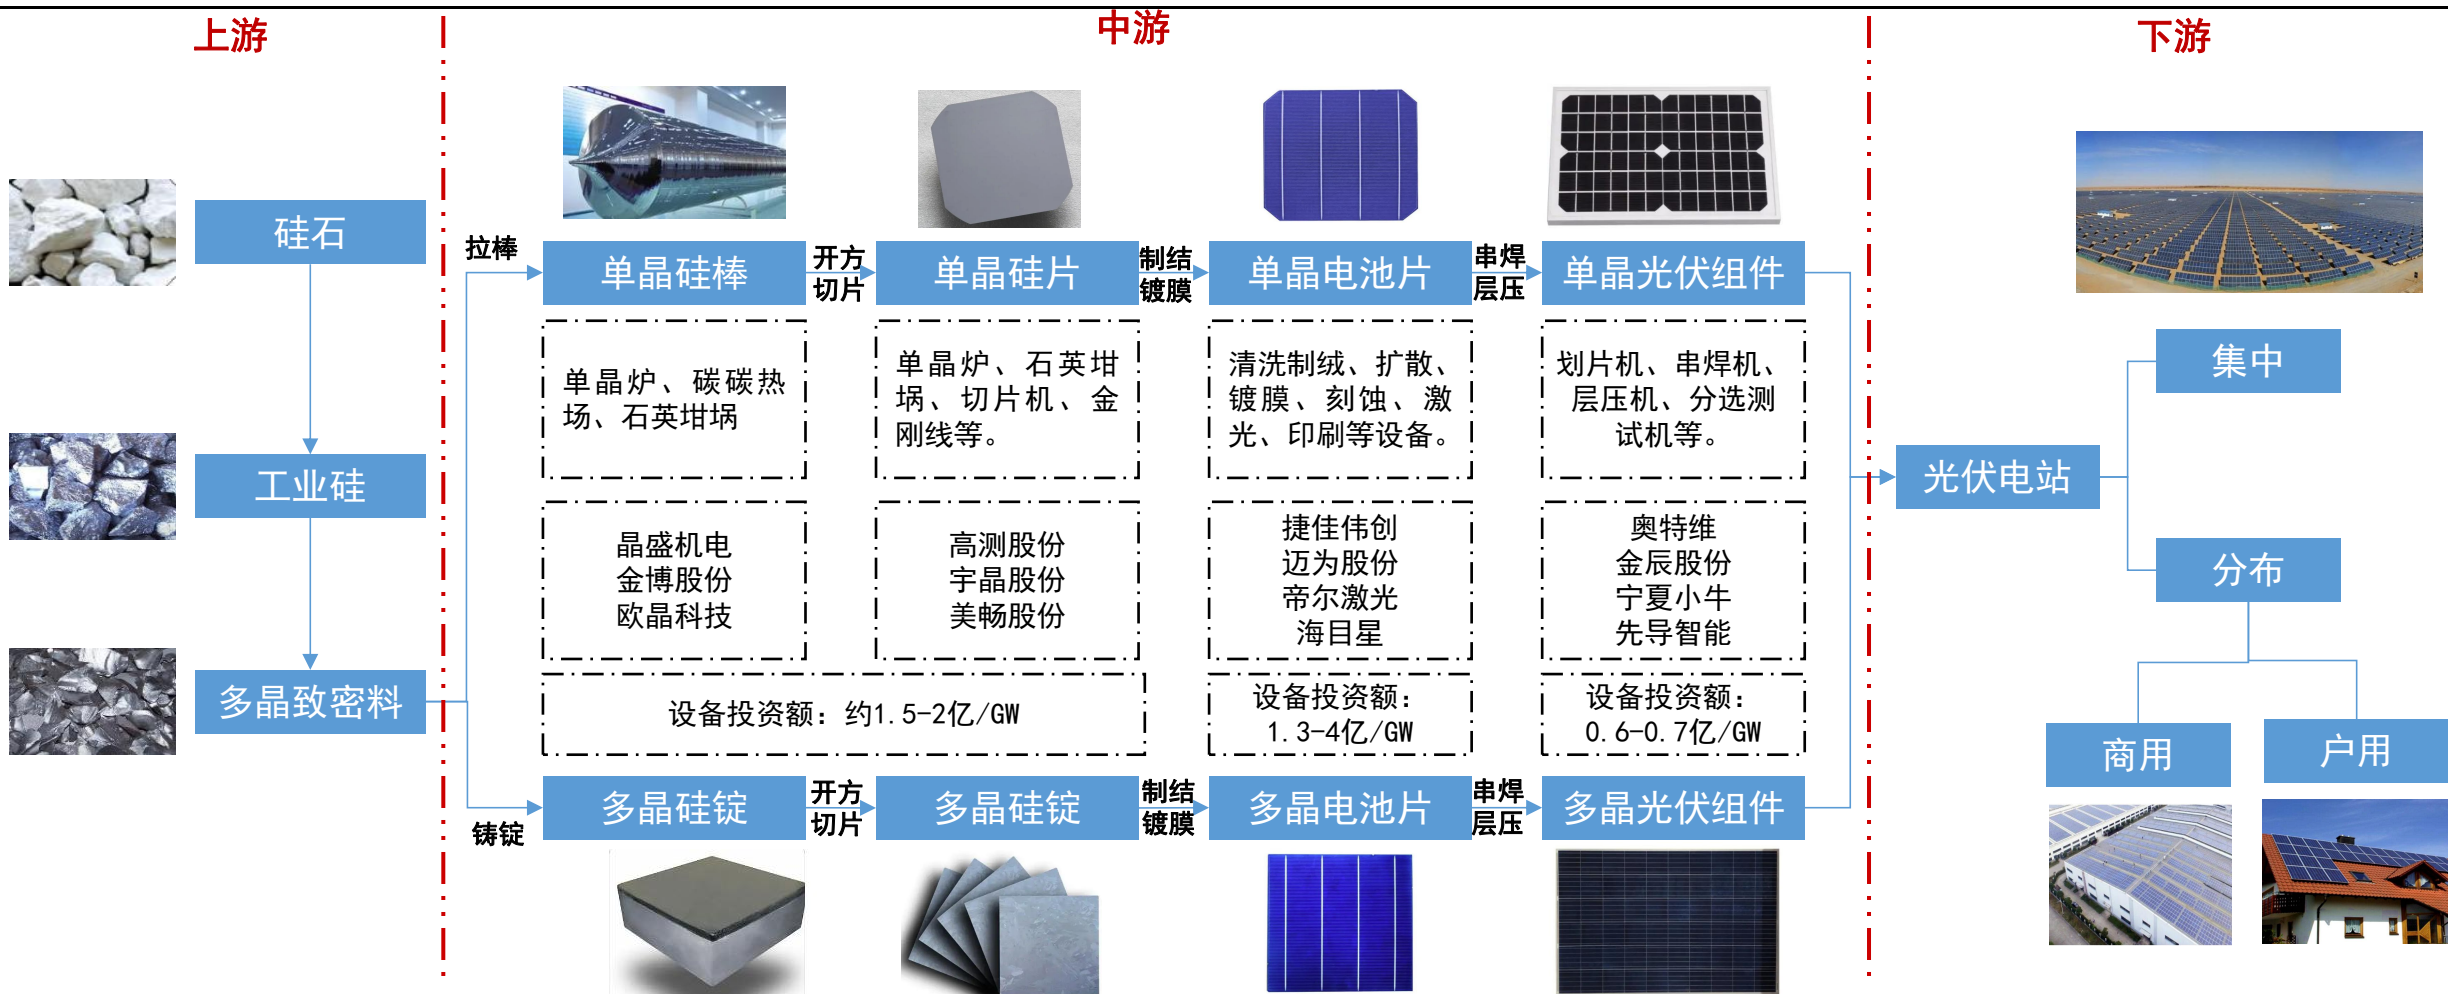 上游
中游
下游
硅石
工业硅
多晶致密料
拉棒
铸锭
单晶硅棒
开方
切片
单晶硅片
制结
镀膜
单晶电池片
串焊
层压
单晶光伏组件
单晶炉、碳碳热
场、石英坩埚
单晶炉、石英坩
埚、切片机、金
刚线等。
清洗制绒、扩散、
镀膜、刻蚀、激
光、印刷等设备。
划片机、串焊机、
层压机、分选测
试机等。
晶盛机电
金博股份
欧晶科技
高测股份
宇晶股份
美畅股份
捷佳伟创
迈为股份
帝尔激光
海目星
奥特维
金辰股份
宁夏小牛
先导智能
设备投资额：约1.5-2亿/GW
设备投资额：
1.3-4亿/GW
设备投资额：
0.6-0.7亿/GW
多晶硅锭
开方
切片
多晶硅锭
制结
镀膜
多晶电池片
串焊
层压
多晶光伏组件
光伏电站
集中
分布
商用
户用